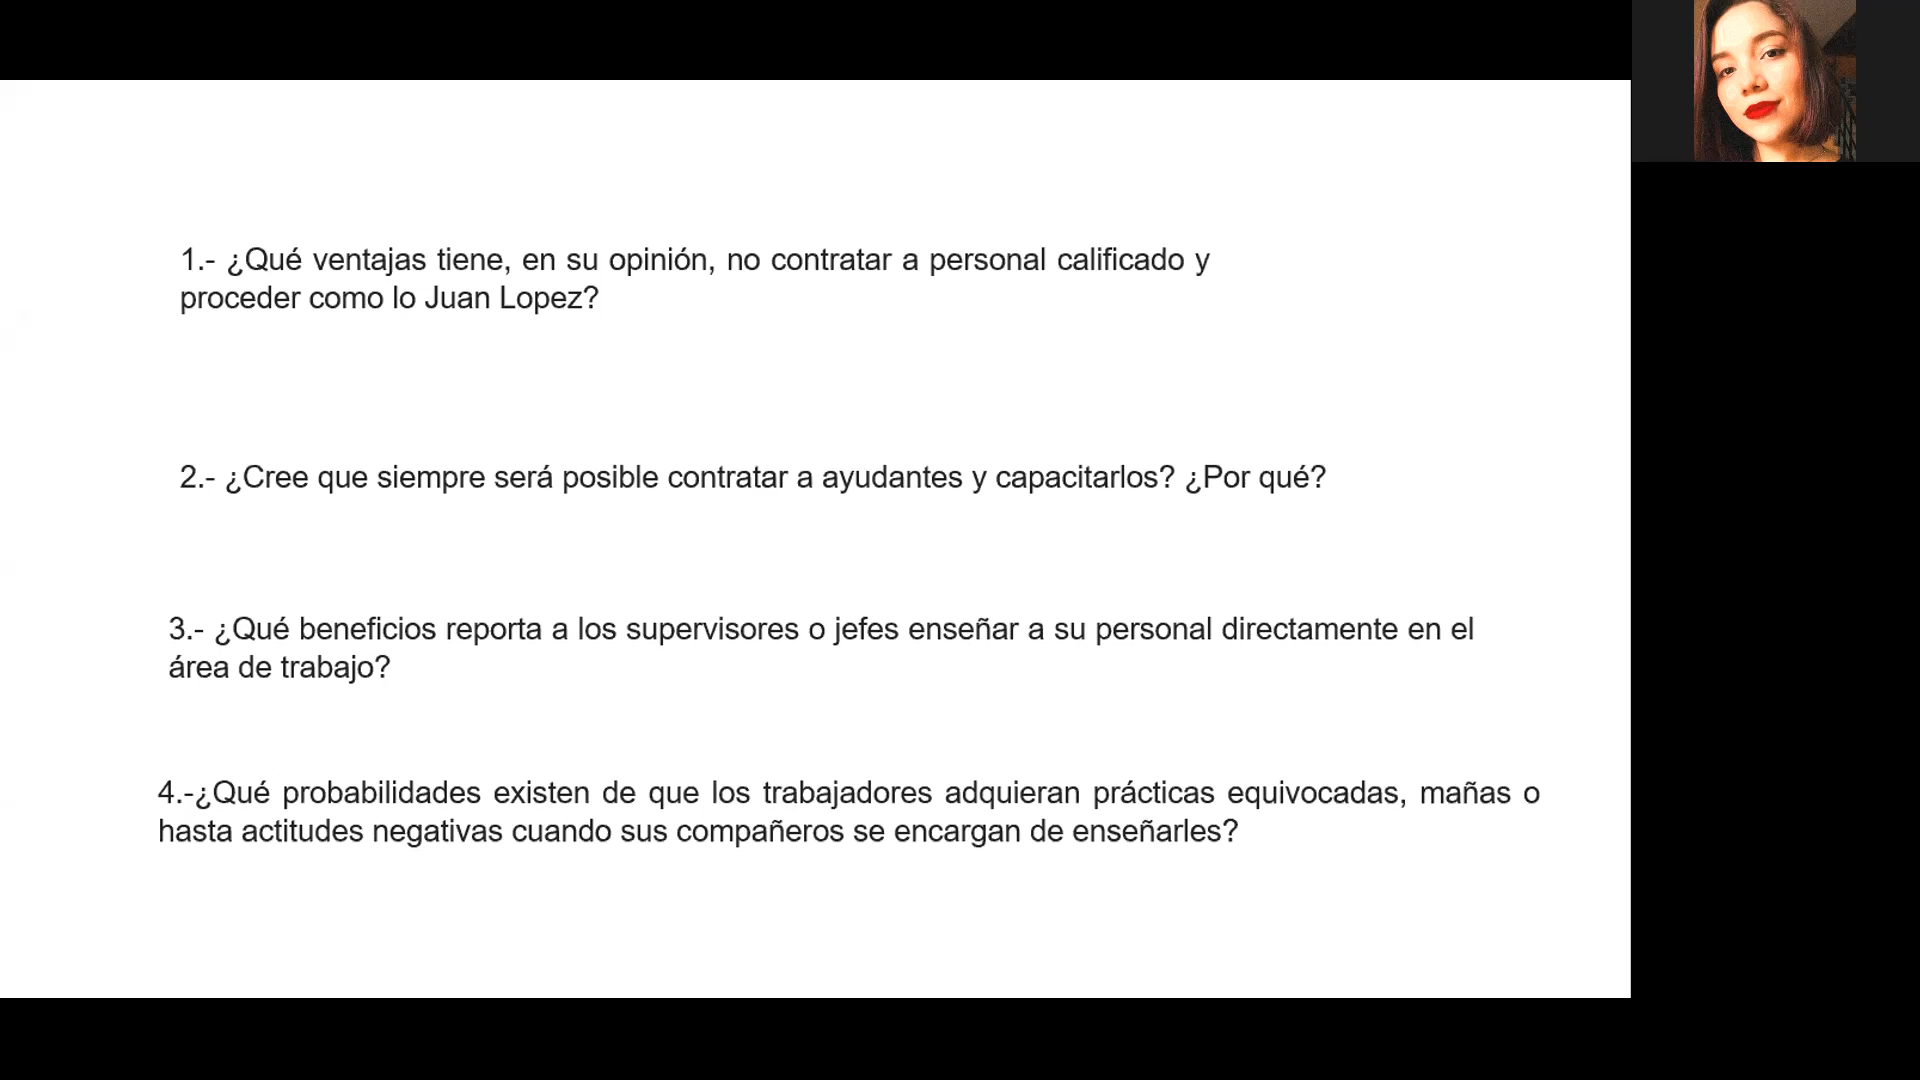 1.- ¿Qué ventajas tiene, en su opinión, no contratar a personal calificado y
proceder como lo Juan Lopez?
2.- ¿Cree que siempre será posible contratar a ayudantes y capacitarlos? ¿Por qué?
3.- ¿Qué beneficios reporta a los supervisores o jefes enseñar a su personal directamente en el
área de trabajo?
4.-¿Qué probabilidades existen de que los trabajadores adquieran prácticas equivocadas, mañas o
hasta actitudes negativas cuando sus compañeros se encargan de enseñarles?